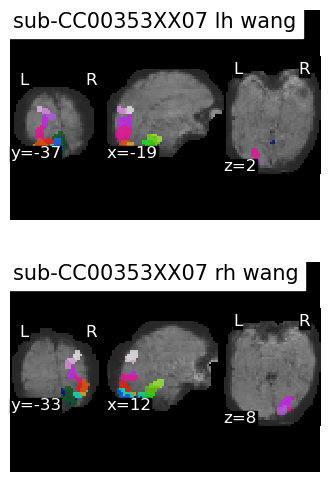 sub-CC00353XX07 lh wang
L R L R
y=-37 x=-19 z=2
sub-CC00353XX07 rh wang
L R L R
y=-33 x=12 z=8